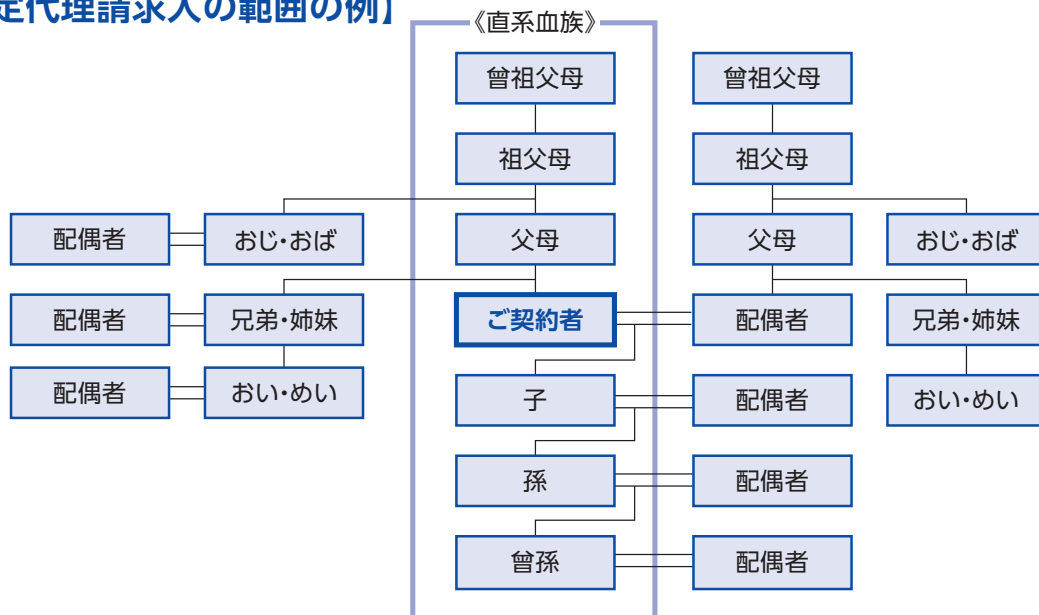 定代理請求人の範囲の例】
《直系血族》
曾祖父母 曾祖父母
祖父母 祖父母
配偶者 おじ・おば 父母 父母 おじ・おば
配偶者 兄弟・姉妹 ご契約者 配偶者 兄弟・姉妹
配偶者 おい・めい 子 配偶者 おい・めい
孫 配偶者
曾孫 配偶者